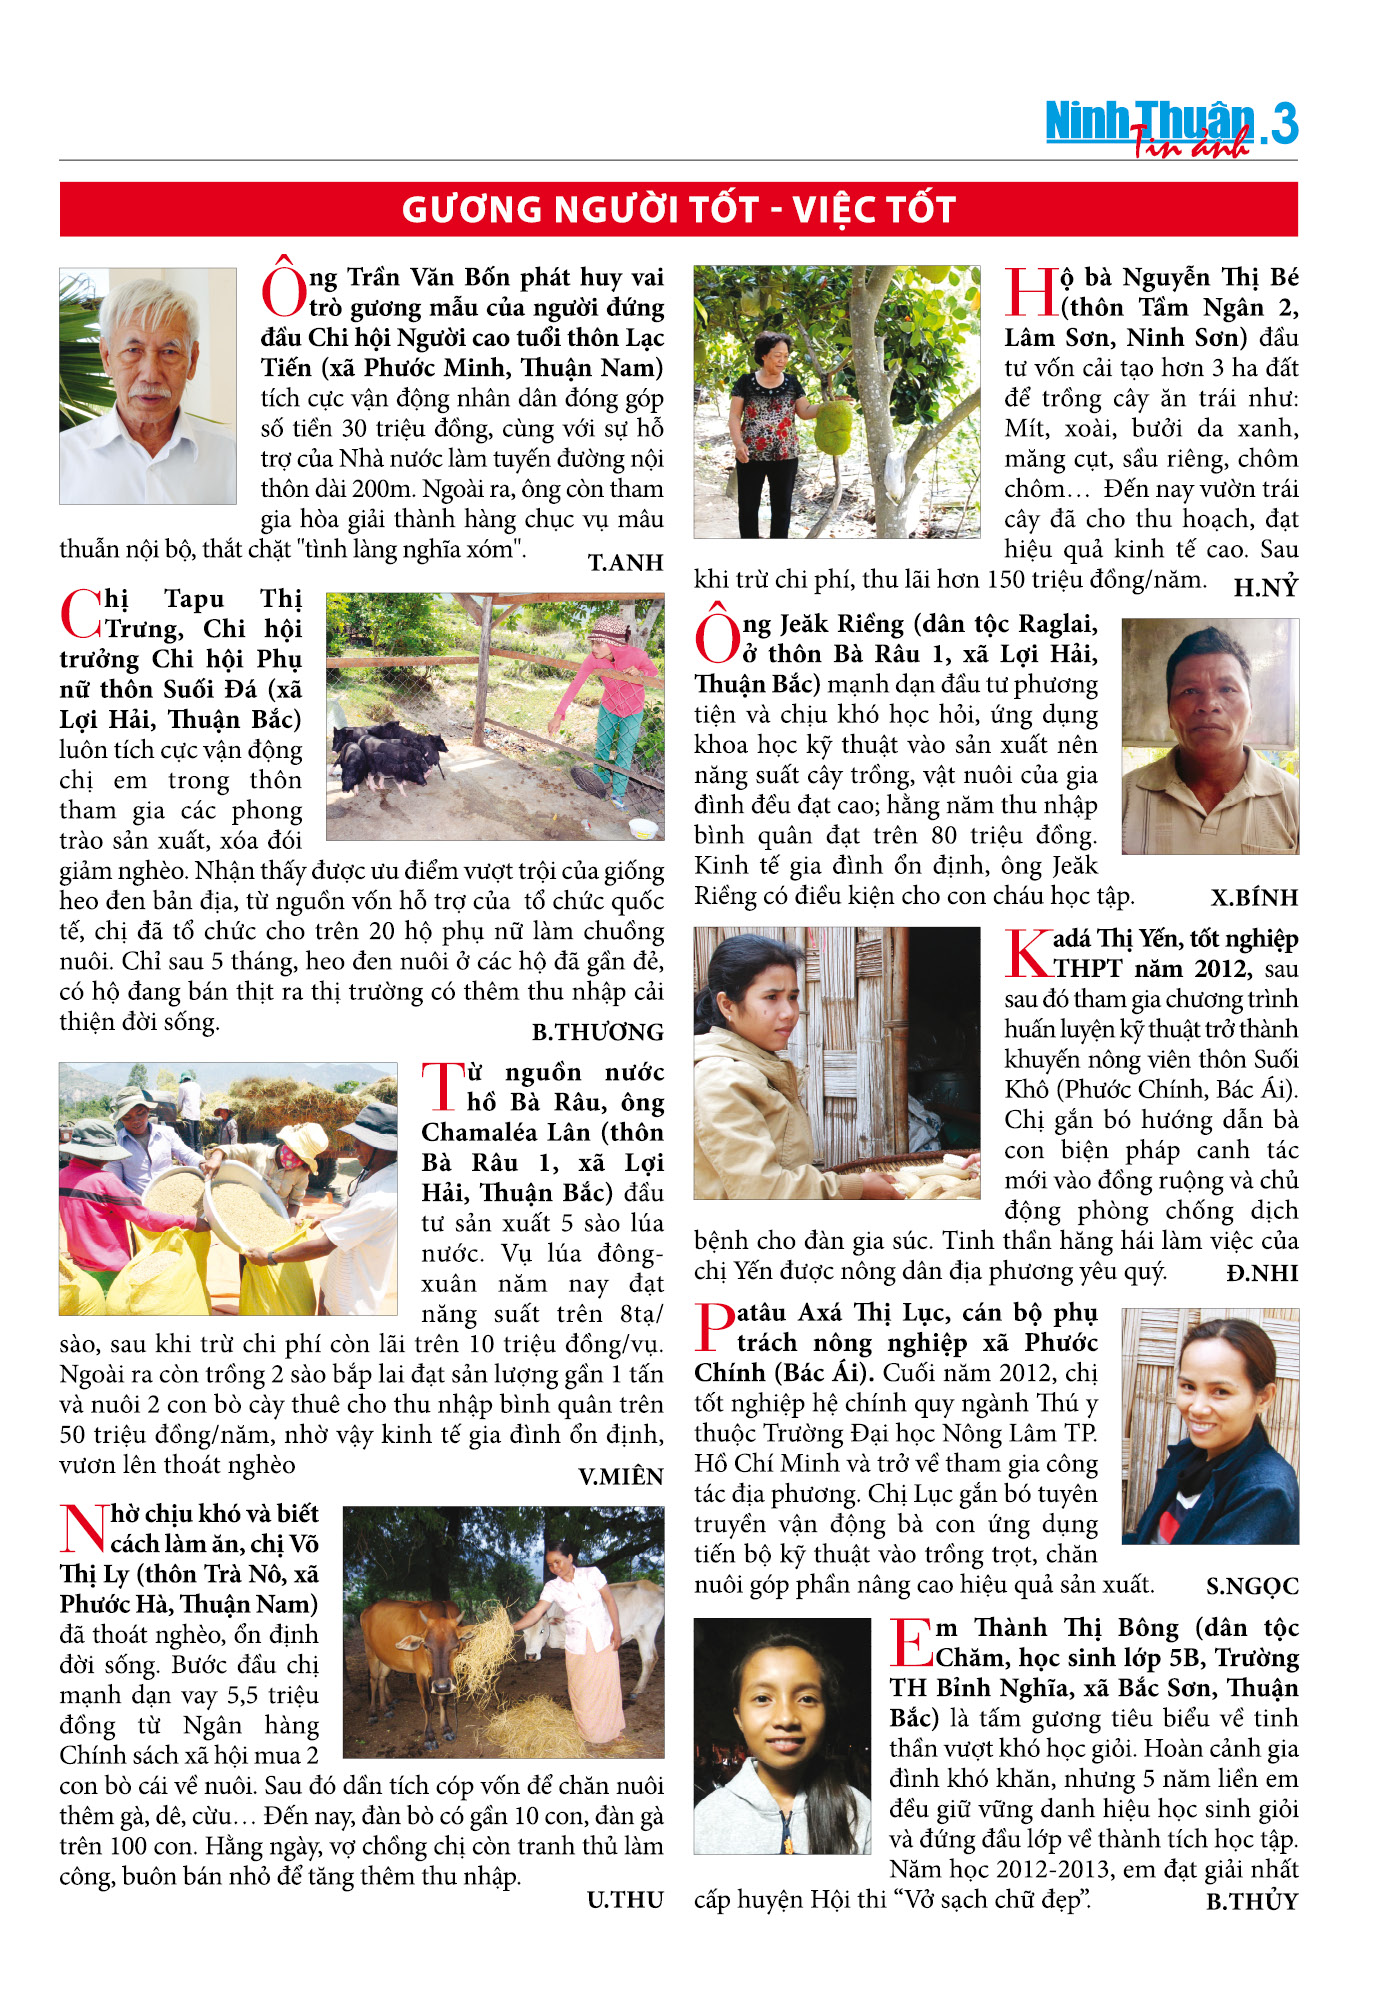 Ninh Thuận
Tin ảnh .3
GƯƠNG NGƯỜI TỐT - VIỆC TỐT
Ông Trần Văn Bốn phát huy vai
trò gương mẫu của người đứng
đầu Chi hội Người cao tuổi thôn Lạc
Tiến (xã Phước Minh, Thuận Nam)
tích cực vận động nhân dân đóng góp
số tiền 30 triệu đồng, cùng với sự hỗ
trợ của Nhà nước làm tuyến đường nội
thôn dài 200m. Ngoài ra, ông còn tham
gia hòa giải thành hàng chục vụ mâu
thuẫn nội bộ, thắt chặt "tình làng nghĩa xóm".
T.ANH
Chị Tapu Thị
Trưng, Chi hội
trưởng Chi hội Phụ
nữ thôn Suối Đá (xã
Lợi Hải, Thuận Bắc)
luôn tích cực vận động
chị em trong thôn
tham gia các phong
trào sản xuất, xóa đói
giảm nghèo. Nhận thấy được ưu điểm vượt trội của giống
heo đen bản địa, từ nguồn vốn hỗ trợ của tổ chức quốc
tế, chị đã tổ chức cho trên 20 hộ phụ nữ làm chuồng
nuôi. Chỉ sau 5 tháng, heo đen nuôi ở các hộ đã gần đẻ,
có hộ đang bán thịt ra thị trường có thêm thu nhập cải
thiện đời sống.
B.THƯƠNG
Từ nguồn nước
hồ Bà Râu, ông
Chamaléa Lân (thôn
Bà Râu 1, xã Lợi
Hải, Thuận Bắc) đầu
tư sản xuất 5 sào lúa
nước. Vụ lúa đông-
xuân năm nay đạt
năng suất trên 8tạ/
sào, sau khi trừ chi phí còn lãi trên 10 triệu đồng/vụ.
Ngoài ra còn trồng 2 sào bắp lai đạt sản lượng gần 1 tấn
và nuôi 2 con bò cày thuê cho thu nhập bình quân trên
50 triệu đồng/năm, nhờ vậy kinh tế gia đình ổn định,
vươn lên thoát nghèo
V.MIÊN
Nhờ chịu khó và biết
cách làm ăn, chị Võ
Thị Ly (thôn Trà Nô, xã
Phước Hà, Thuận Nam)
đã thoát nghèo, ổn định
đời sống. Bước đầu chị
mạnh dạn vay 5,5 triệu
đồng từ Ngân hàng
Chính sách xã hội mua 2
con bò cái về nuôi. Sau đó dần tích cóp vốn để chăn nuôi
thêm gà, dê, cừu… Đến nay, đàn bò có gần 10 con, đàn gà
trên 100 con. Hằng ngày, vợ chồng chị còn tranh thủ làm
công, buôn bán nhỏ để tăng thêm thu nhập.
U.THU
Hộ bà Nguyễn Thị Bé
(thôn Tầm Ngân 2,
Lâm Sơn, Ninh Sơn) đầu
tư vốn cải tạo hơn 3 ha đất
để trồng cây ăn trái như:
Mít, xoài, bưởi da xanh,
măng cụt, sầu riêng, chôm
chôm… Đến nay vườn trái
cây đã cho thu hoạch, đạt
hiệu quả kinh tế cao. Sau
khi trừ chi phí, thu lãi hơn 150 triệu đồng/năm.
H.NỶ
Ông Jeăk Riềng (dân tộc Raglai,
ở thôn Bà Râu 1, xã Lợi Hải,
Thuận Bắc) mạnh dạn đầu tư phương
tiện và chịu khó học hỏi, ứng dụng
khoa học kỹ thuật vào sản xuất nên
năng suất cây trồng, vật nuôi của gia
đình đều đạt cao; hằng năm thu nhập
bình quân đạt trên 80 triệu đồng.
Kinh tế gia đình ổn định, ông Jeăk
Riềng có điều kiện cho con cháu học tập.
X.BÍNH
Kadá Thị Yến, tốt nghiệp
THPT năm 2012, sau
sau đó tham gia chương trình
huấn luyện kỹ thuật trở thành
khuyến nông viên thôn Suối
Khô (Phước Chính, Bác Ái).
Chị gắn bó hướng dẫn bà
con biện pháp canh tác
mới vào đồng ruộng và chủ
động phòng chống dịch
bệnh cho đàn gia súc. Tinh thần hăng hái làm việc của
chị Yến được nông dân địa phương yêu quý.
Đ.NHI
Patâu Axá Thị Lục, cán bộ phụ
trách nông nghiệp xã Phước
Chính (Bác Ái). Cuối năm 2012, chị
tốt nghiệp hệ chính quy ngành Thú y
thuộc Trường Đại học Nông Lâm TP.
Hồ Chí Minh và trở về tham gia công
tác địa phương. Chị Lục gắn bó tuyên
truyền vận động bà con ứng dụng
tiến bộ kỹ thuật vào trồng trọt, chăn
nuôi góp phần nâng cao hiệu quả sản xuất.
S.NGỌC
Em Thành Thị Bông (dân tộc
Chăm, học sinh lớp 5B, Trường
TH Bỉnh Nghĩa, xã Bắc Sơn, Thuận
Bắc) là tấm gương tiêu biểu về tinh
thần vượt khó học giỏi. Hoàn cảnh gia
đình khó khăn, nhưng 5 năm liền em
đều giữ vững danh hiệu học sinh giỏi
và đứng đầu lớp về thành tích học tập.
Năm học 2012-2013, em đạt giải nhất
cấp huyện Hội thi “Vở sạch chữ đẹp”.
B.THỦY